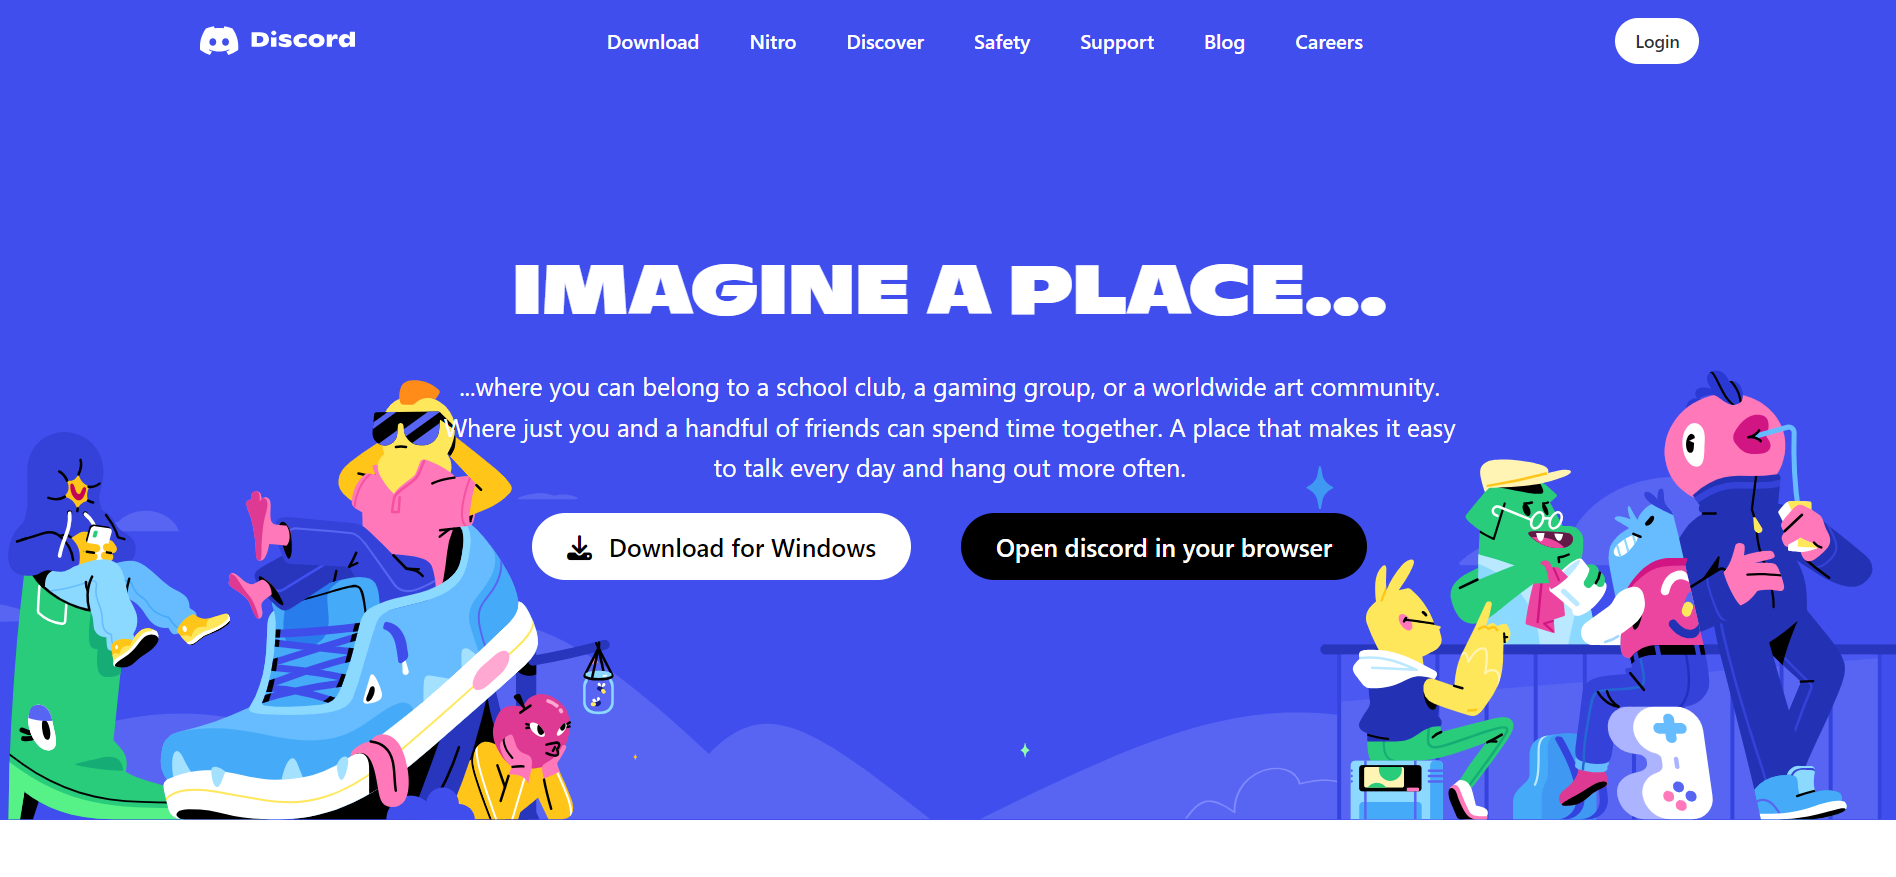 Discord
Download Nitro Discover Safety Support Blog Careers
Login
IMAGINE A PLACE...
...where you can belong to a school club, a gaming group, or a worldwide art community.
Where just you and a handful of friends can spend time together. A place that makes it easy
to talk every day and hang out more often.
Download for Windows
Open discord in your browser